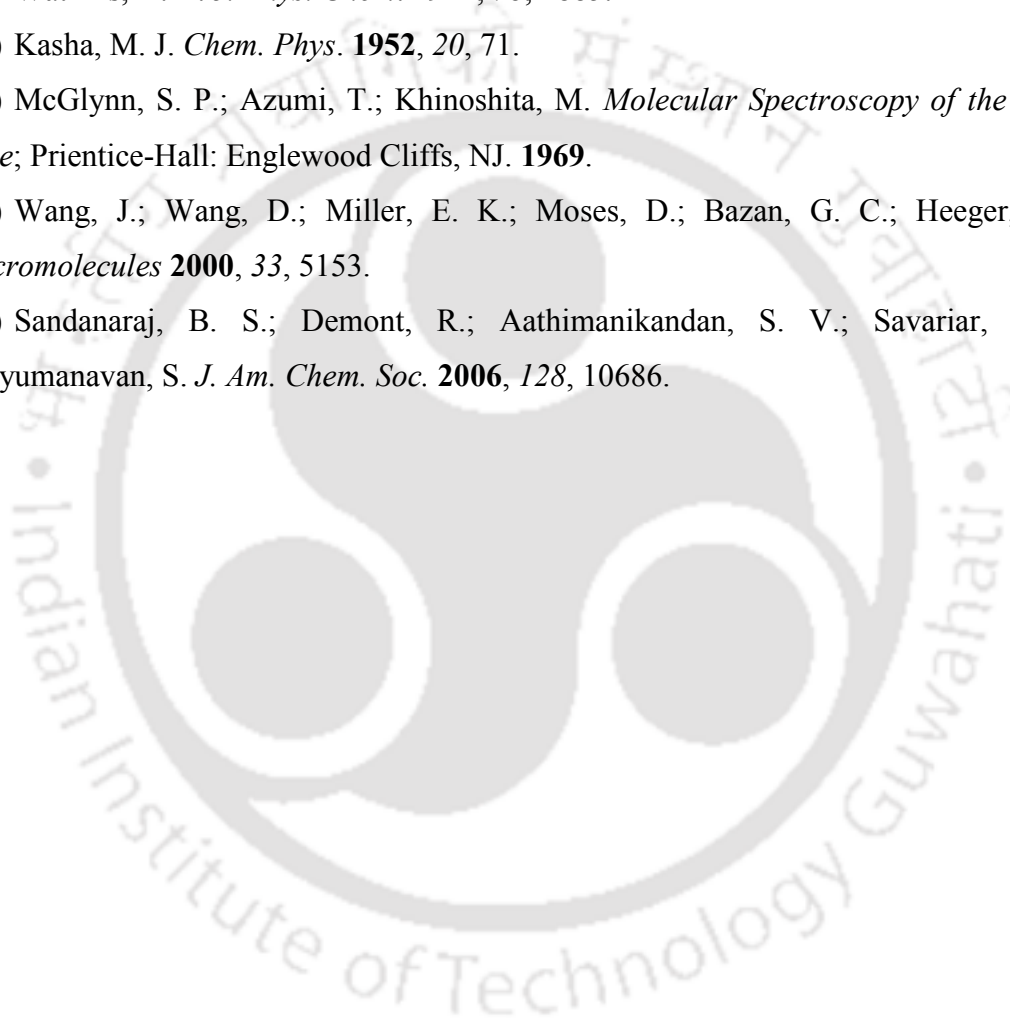 ) Kasha, M. J. Chem. Phys. 1952, 20, 71.
) McGlynn, S. P.; Azumi, T.; Khinoshita, M. Molecular Spectroscopy of the
e; Prientice-Hall: Englewood Cliffs, NJ. 1969.
) Wang, J.; Wang, D.; Miller, E. K.; Moses, D.; Bazan, G. C.; Heeger,
cromolecules 2000, 33, 5153.
) Sandanaraj, B. S.; Demont, R.; Aathimanikandan, S. V.; Savariar,
yumanavan, S. J. Am. Chem. Soc. 2006, 128, 10686.
Indian Institute of Technology Guwahati